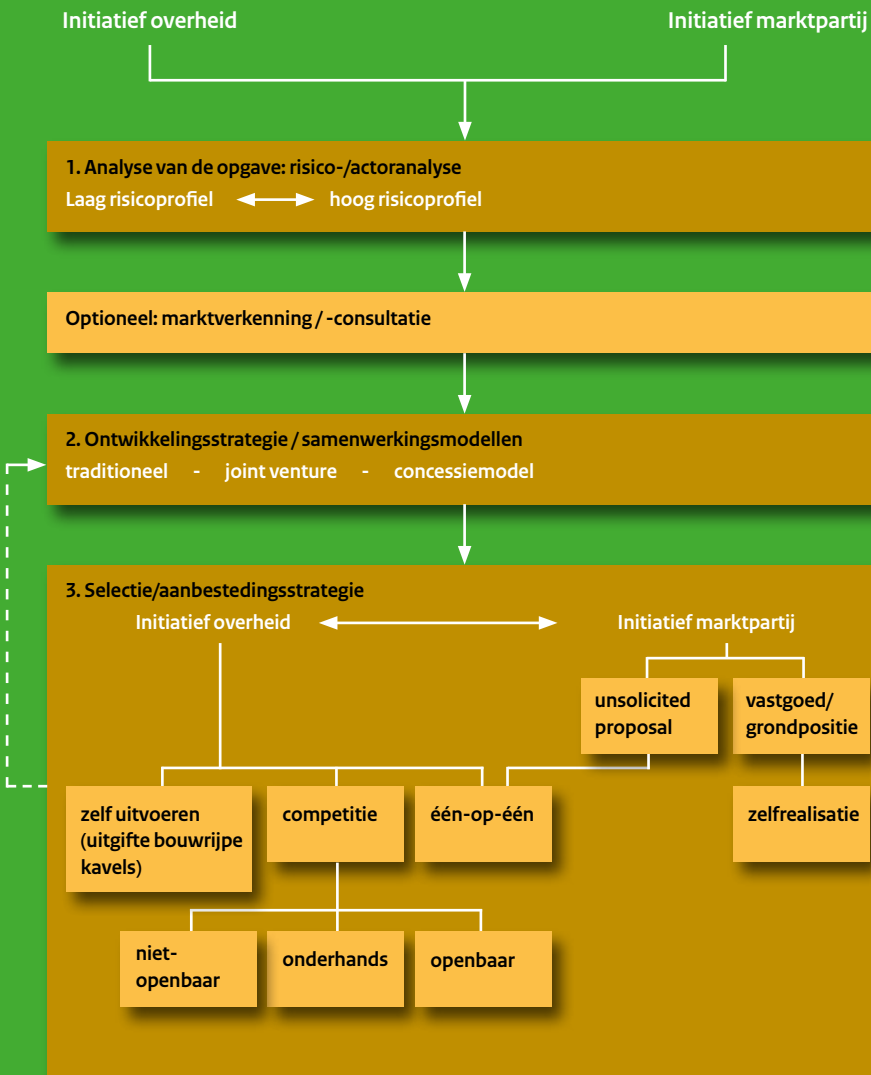 Initiatief overheid
Initiatief marktpartij
1. Analyse van de opgave: risico-/actoranalyse
Laag risicoprofiel hoog risicoprofiel
Optioneel: marktverkenning / -consultatie
2. Ontwikkelingsstrategie / samenwerkingsmodellen
traditioneel - joint venture - concessiemodel
3. Selectie/aanbestedingsstrategie
Initiatief overheid
Initiatief marktpartij
unsolicited
proposal
vastgoed/
grondpositie
zelf uitvoeren
(uitgifte bouwrijpe
kavels)
competitie
één-op-één
zelfrealisatie
niet-
openbaar
onderhands
openbaar